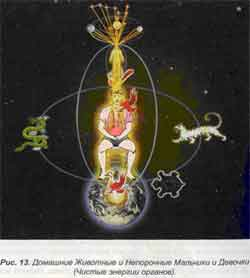 Рис. 13. Домашние Животные и Непорочные Мальчики и Девочки
(Чистые энергии органов).